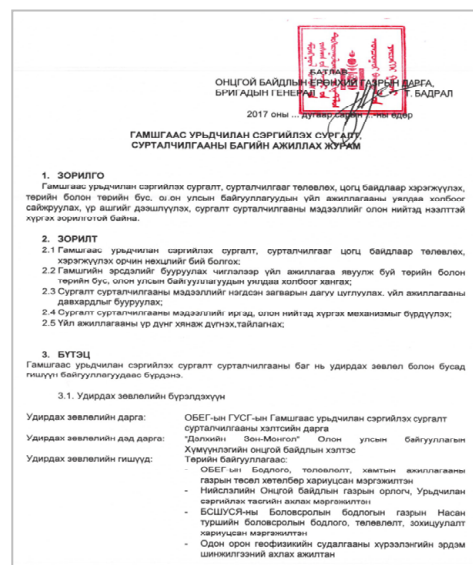 БАТЛАВ
ОНЦГОЙ БАЙДЛЫН ЕРӨНХИЙ ГАЗРЫН ДАРГА,
БРИГАДЫН ГЕНЕРАЛ Т. БАДРАЛ
2017 оны ... дугаар сарын ...-ны өдөр
ГАМШГААС УРЬДЧИЛАН СЭРГИЙЛЭХ СУРГАЛТ,
СУРТАЛЧИЛГААНЫ БАГИЙН АЖИЛЛАХ ЖУРАМ
1. ЗОРИЛГО
Гамшгаас урьдчилан сэргийлэх сургалт, сурталчилгааг төлөвлөх, цогц байдлаар хэрэгжүүлэх,
төрийн болон төрийн бус, олон улсын байгууллагуудын үйл ажиллагааны уялдаа холбоог
сайжруулах, үр ашгийг дээшлүүлэх, сургалт сурталчилгааны мэдээллийг олон нийтэд нээлттэй
хүргэх зорилготой байна.
2. ЗОРИЛТ
2.1 Гамшгаас урьдчилан сэргийлэх сургалт, сурталчилгааг цогц байдлаар төлөвлөх,
хэрэгжүүлэх орчин нөхцлийг бий болгох;
2.2 Гамшгийн эрсдэлийг бууруулах чиглэлээр үйл ажиллагаа явуулж буй төрийн болон
төрийн бус, олон улсын байгууллагуудын уялдаа холбоог хангах;
2.3 Сургалт сурталчилгааны мэдээллийг нэгдсэн загварын дагуу цуглуулах, үйл ажиллагааны
давхардлыг бууруулах;
2.4 Сургалт сурталчилгааны мэдээллийг иргэд, олон нийтэд хүргэх механизмыг бүрдүүлэх;
2.5 Үйл ажиллагааны үр дүнг хянаж дүгнэх,тайлагнах;
3. БҮТЭЦ
Гамшгаас урьдчилан сэргийлэх сургалт сурталчилгааны баг нь удирдах зөвлөл болон бусад
гишүүн байгууллагуудаас бүрдэнэ.
3.1. Удирдах зөвлөлийн бүрэлдэхүүн
Удирдах зөвлөлийн дарга: ОБЕГ-ын ГУСГ-ын Гамшгаас урьдчилан сэргийлэх сургалт
сурталчилгааны хэлтсийн дарга
Удирдах зөвлөлийн дэд дарга: "Дэлхийн Зөн-Монгол" Олон улсын байгууллагын
Хүмүүнлэгийн онцгой байдлын хэлтэс
Удирдах зөвлөлийн гишүүд: Төрийн байгууллагаас:
- ОБЕГ-ын Бодлого, төлөвлөлт, хамтын ажиллагааны
газрын төсөл хөтөлбөр хариуцсан мэргэжилтэн
- Нийслэлийн Онцгой байдлын газрын орлогч, Урьдчилан
сэргийлэх тасгийн ахлах мэргэжилтэн
- БСШУСЯ-ны Боловсролын бодлогын газрын Насан
туршийн боловсролын бодлого, төлөвлөлт, зохицуулалт
хариуцсан мэргэжилтэн
- Одон орон геофизикийн судалгааны хүрээлэнгийн эрдэм
шинжилгээний ахлах ажилтан